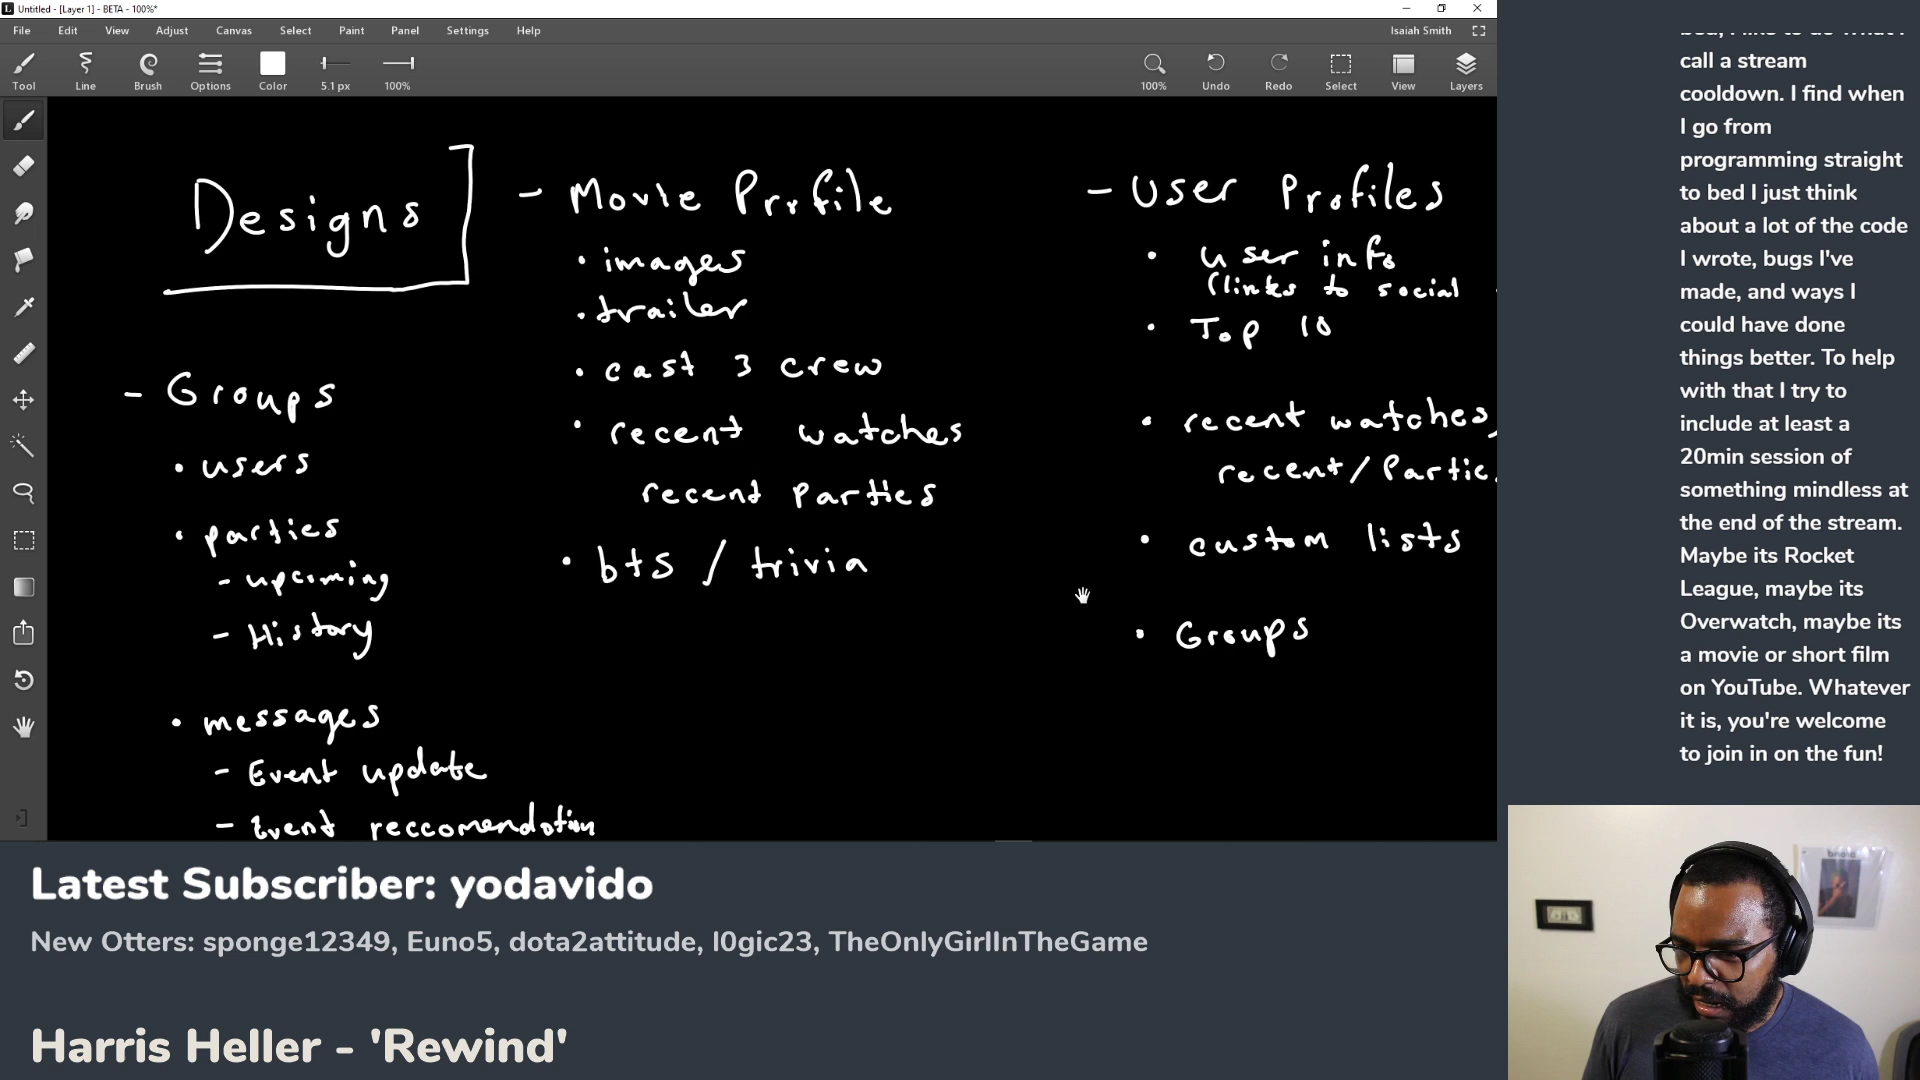 Untitled - [Layer 1] - BETA - 100%*
File Edit View Adjust Canvas Select Paint Panel Settings Help
Isaiah Smith
Tool Line Brush Options Color 5.1 px 100%
100% Undo Redo Select View Layers
Designs
- Groups
• users
• parties
- upcoming
- History
• messages
- Event update
- Event reccomendation
- Movie Profile
• images
• trailer
• cast 3 crew
• recent watches
recent parties
• bts / trivia
- User Profiles
• user info
(links to social
• Top 10
• recent watches,
recent/Partie
• custom lists
• Groups
call a stream
cooldown. I find when
I go from
programming straight
to bed I just think
about a lot of the code
I wrote, bugs I've
made, and ways I
could have done
things better. To help
with that I try to
include at least a
20min session of
something mindless at
the end of the stream.
Maybe its Rocket
League, maybe its
Overwatch, maybe its
a movie or short film
on YouTube. Whatever
it is, you're welcome
to join in on the fun!
Latest Subscriber: yodavido
New Otters: sponge12349, Euno5, dota2attitude, l0gic23, TheOnlyGirlInTheGame
Harris Heller - 'Rewind'